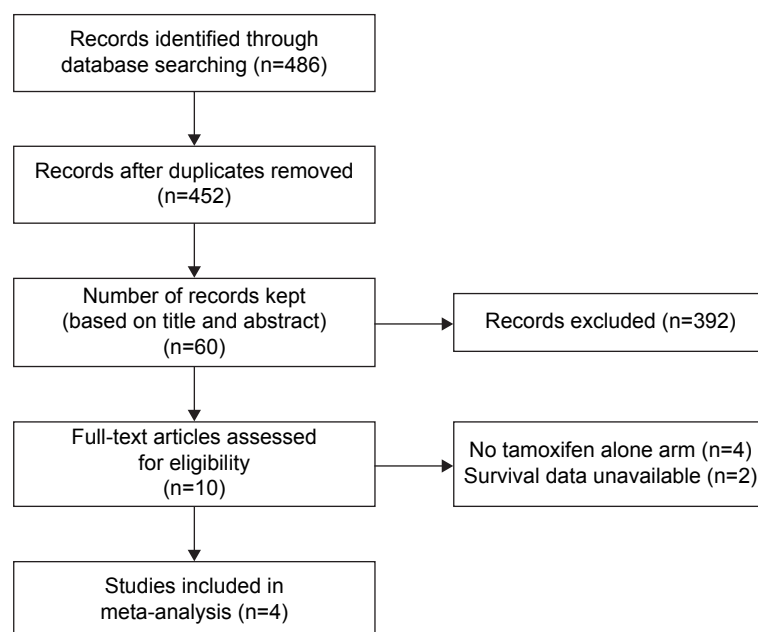 Records identified through
database searching (n=486)
Records after duplicates removed
(n=452)
Number of records kept
(based on title and abstract)
(n=60)
Records excluded (n=392)
Full-text articles assessed
for eligibility
(n=10)
No tamoxifen alone arm (n=4)
Survival data unavailable (n=2)
Studies included in
meta-analysis (n=4)